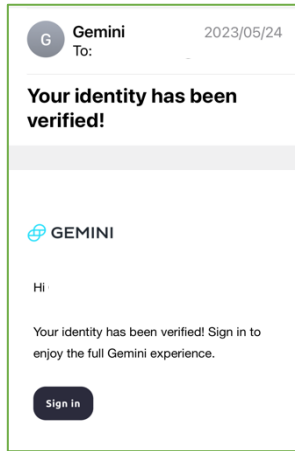 G
Gemini 2023/05/24
To:
Your identity has been
verified!
GEMINI
Hi
Your identity has been verified! Sign in to
enjoy the full Gemini experience.
Sign in